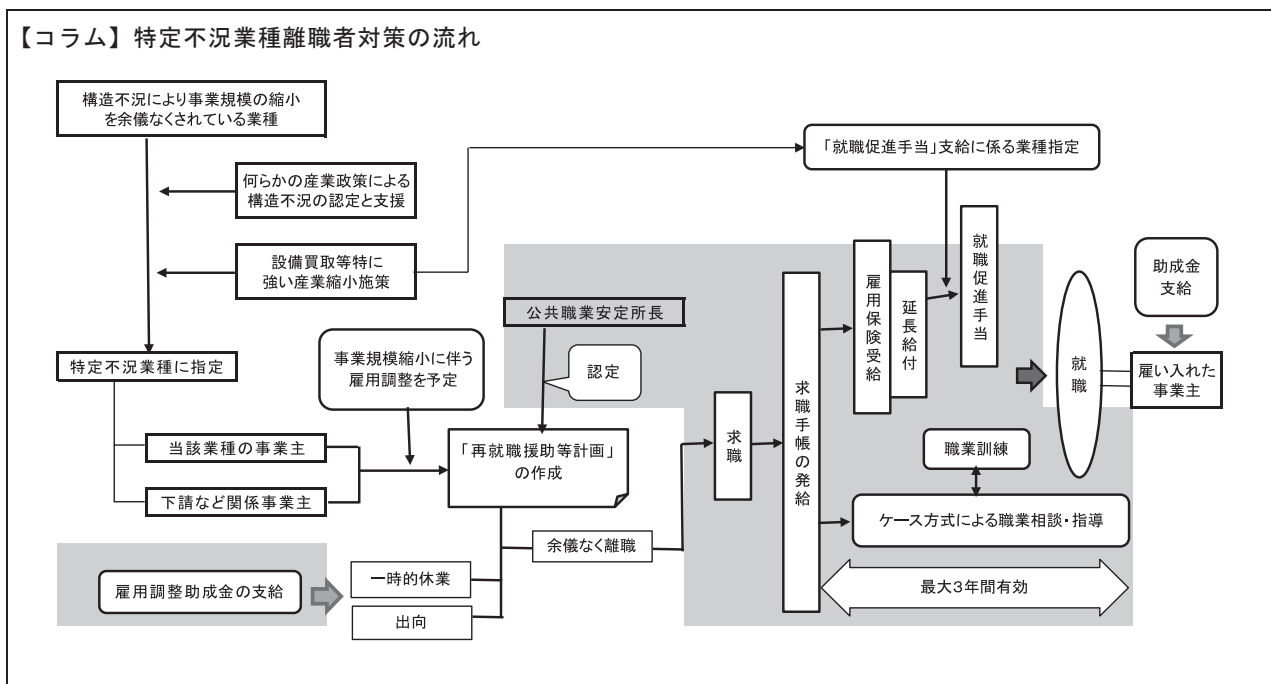 【コラム】特定不況業種離職者対策の流れ
構造不況により事業規模の縮小
を余儀なくされている業種
何らかの産業政策による
構造不況の認定と支援
設備買取等特に
強い産業縮小施策
特定不況業種に指定
当該業種の事業主
下請など関係事業主
事業規模縮小に伴う
雇用調整を予定
公共職業安定所長
認定
「再就職援助等計画」
の作成
雇用調整助成金の支給
一時的休業
出向
余儀なく離職
求職
求職手帳の発給
「就職促進手当」支給に係る業種指定
雇用保険受給
延長給付
就職促進手当
職業訓練
ケース方式による職業相談・指導
最大3年間有効
就職
助成金
支給
雇い入れた
事業主